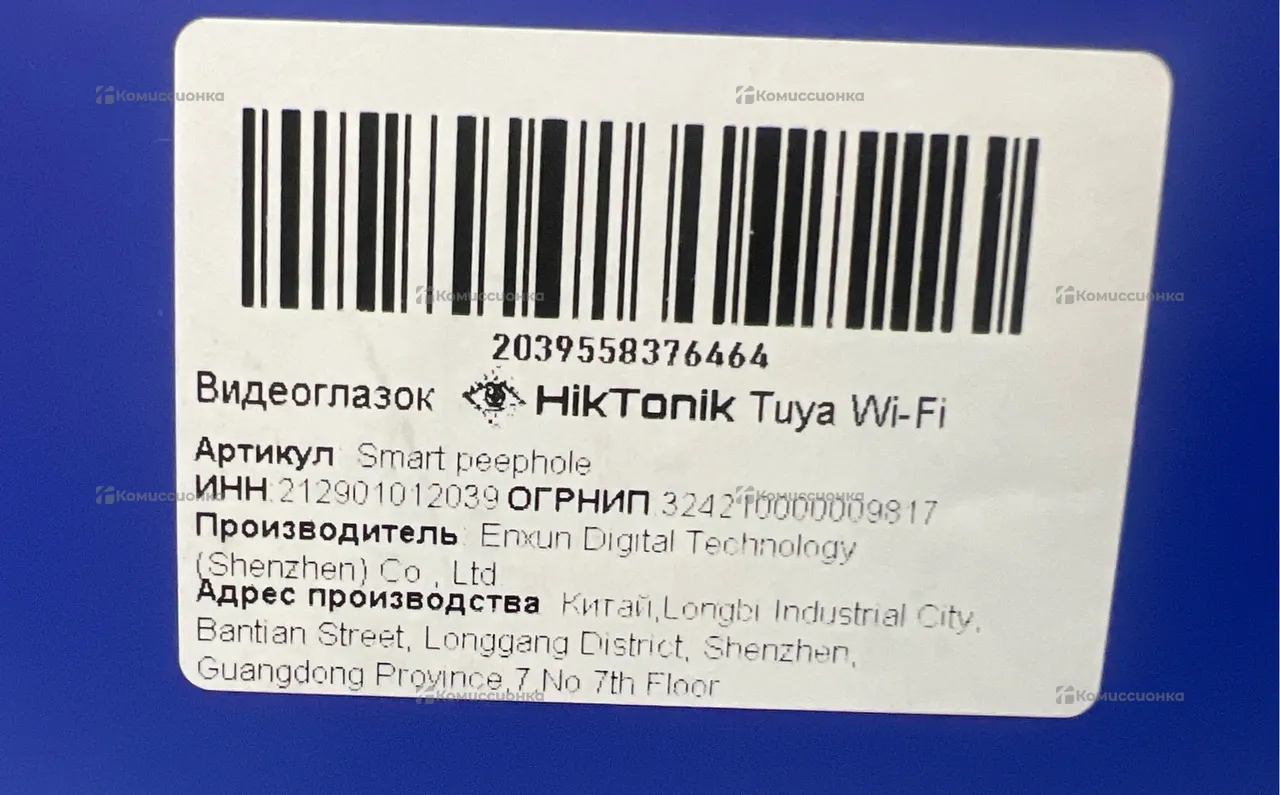 Комиссионка Комиссионка
2039558376464
Видеоглазок HikTonik Tuya Wi-Fi
Артикул Smart peephole
ИНН 212901012039 ОГРНИП 324210000009817
Производитель Enxun Digital Technology
(Shenzhen) Co , Ltd
Адрес производства Китай,Longbi Industrial City,
Bantian Street, Longgang District, Shenzhen,
Guangdong Province 7 No 7th Floor
Комиссионка Комиссионка
Комиссионка Комиссионка
Комиссионка Комиссионка